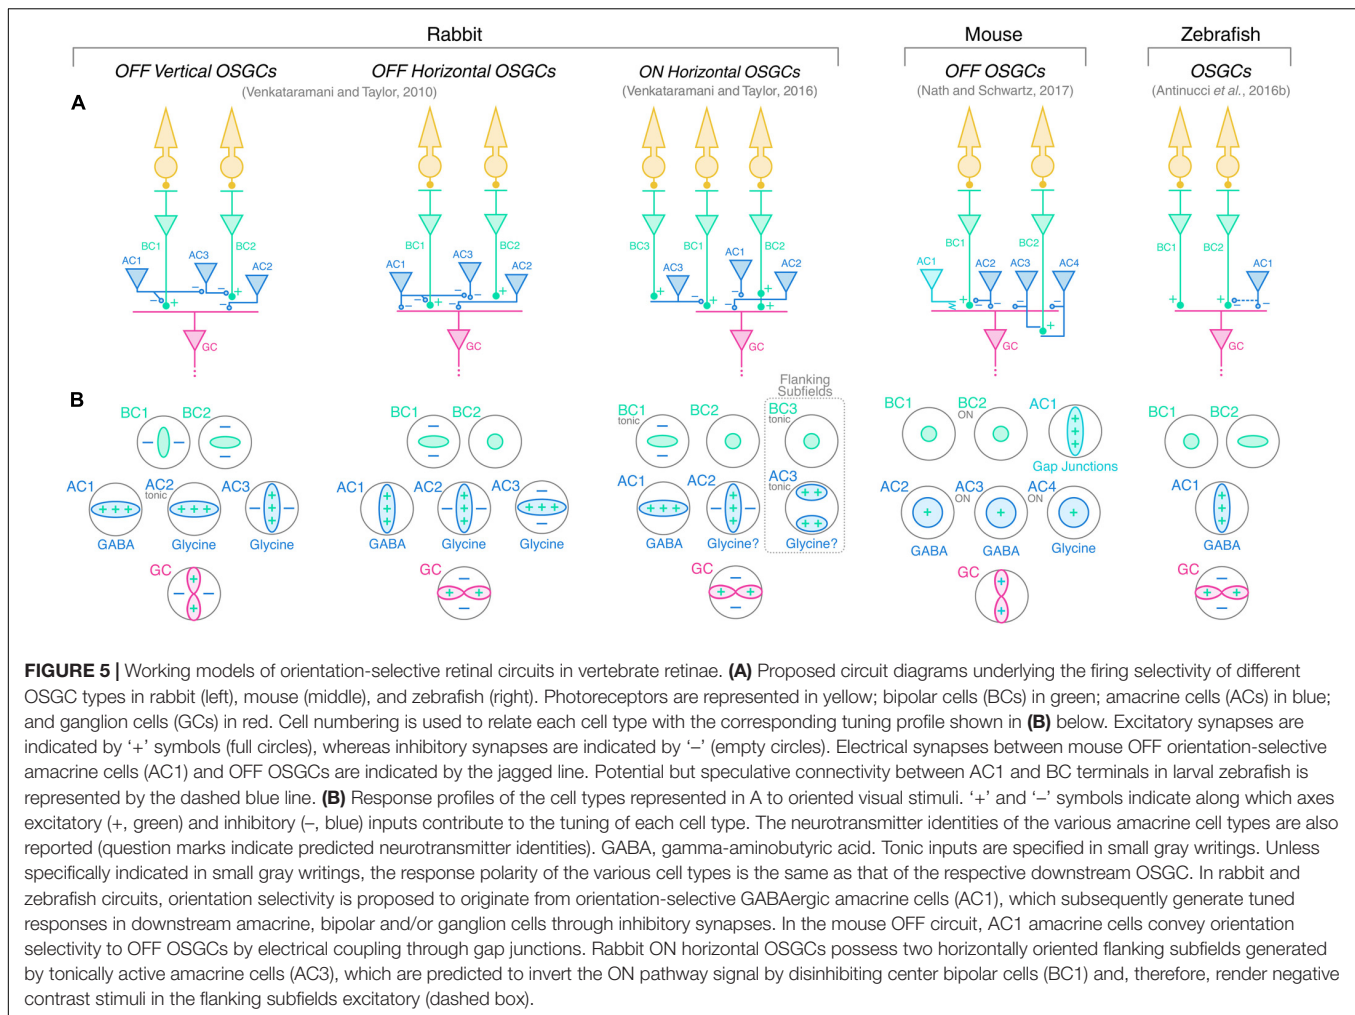 Rabbit
Mouse
Zebrafish
OFF Vertical OSGCs
OFF Horizontal OSGCs
ON Horizontal OSGCs
OFF OSGCs
OSGCs
(Venkataramani and Taylor, 2010)
(Venkataramani and Taylor, 2016)
(Nath and Schwartz, 2017)
(Antinucci et al., 2016b)
A
BC1 BC2 AC1 AC3 AC2 + + − − − GC
BC1 BC2 AC1 AC3 AC2 + + − − − − GC
BC3 BC1 BC2 AC3 AC1 AC2 + + + − − − − GC
BC1 BC2 AC1 AC2 AC3 AC4 + + − − − GC
BC1 BC2 AC1 + + − − GC
B
BC1 BC2
− − −
−
AC1 AC2 AC3
tonic
+ + + + + + − + + + −
GABA Glycine Glycine
GC
− + + −
BC1 BC2
−
−
AC1 AC2 AC3
+ + + − + + + − − + + + −
GABA Glycine Glycine
GC
−
+ +
−
Flanking
Subfields
BC1 BC2 BC3
tonic tonic
−
−
AC1 AC2 AC3
tonic
+ + + − + + + − + + + +
GABA Glycine? Glycine?
GC
−
+ +
−
BC1 BC2 AC1
ON
+ + +
Gap Junctions
AC2 AC3 AC4
ON ON
+ + +
GABA GABA Glycine
GC
+ +
BC1 BC2
AC1
+ + +
GABA
GC
+ +
−
FIGURE 5 | Working models of orientation-selective retinal circuits in vertebrate retinae. (A) Proposed circuit diagrams underlying the firing selectivity of different
OSGC types in rabbit (left), mouse (middle), and zebrafish (right). Photoreceptors are represented in yellow; bipolar cells (BCs) in green; amacrine cells (ACs) in blue;
and ganglion cells (GCs) in red. Cell numbering is used to relate each cell type with the corresponding tuning profile shown in (B) below. Excitatory synapses are
indicated by ‘+’ symbols (full circles), whereas inhibitory synapses are indicated by ‘–’ (empty circles). Electrical synapses between mouse OFF orientation-selective
amacrine cells (AC1) and OFF OSGCs are indicated by the jagged line. Potential but speculative connectivity between AC1 and BC terminals in larval zebrafish is
represented by the dashed blue line. (B) Response profiles of the cell types represented in A to oriented visual stimuli. ‘+’ and ‘–’ symbols indicate along which axes
excitatory (+, green) and inhibitory (–, blue) inputs contribute to the tuning of each cell type. The neurotransmitter identities of the various amacrine cell types are also
reported (question marks indicate predicted neurotransmitter identities). GABA, gamma-aminobutyric acid. Tonic inputs are specified in small gray writings. Unless
specifically indicated in small gray writings, the response polarity of the various cell types is the same as that of the respective downstream OSGC. In rabbit and
zebrafish circuits, orientation selectivity is proposed to originate from orientation-selective GABAergic amacrine cells (AC1), which subsequently generate tuned
responses in downstream amacrine, bipolar and/or ganglion cells through inhibitory synapses. In the mouse OFF circuit, AC1 amacrine cells convey orientation
selectivity to OFF OSGCs by electrical coupling through gap junctions. Rabbit ON horizontal OSGCs possess two horizontally oriented flanking subfields generated
by tonically active amacrine cells (AC3), which are predicted to invert the ON pathway signal by disinhibiting center bipolar cells (BC1) and, therefore, render negative
contrast stimuli in the flanking subfields excitatory (dashed box).